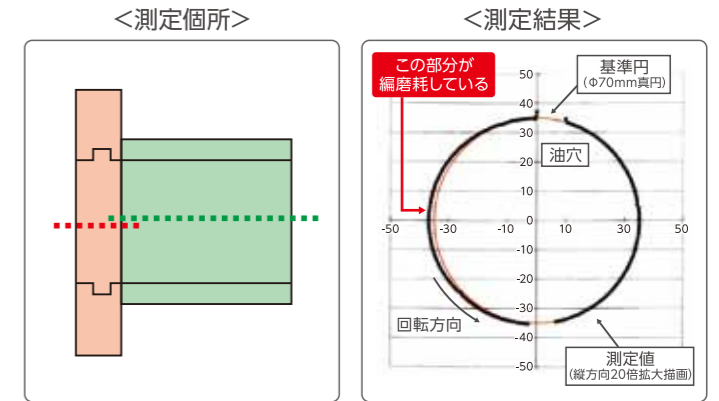 ＜測定個所＞
＜測定結果＞
この部分が
編磨耗している
基準円
(Φ70mm真円)
油穴
回転方向
測定値
(縦方向20倍拡大描画)
50
40
30
20
10
0
-10
-20
-30
-40
-50
-50
-30
-10
10
30
50